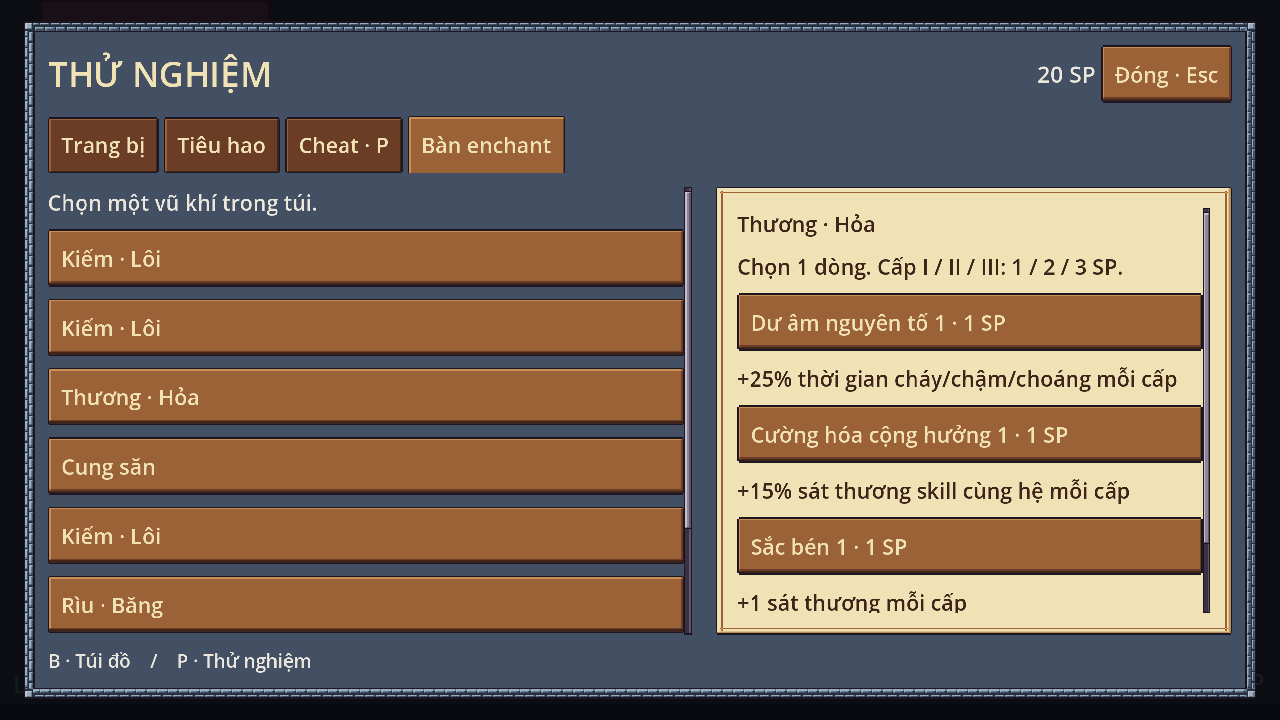 THỬ NGHIỆM
20 SP
Đóng · Esc
Trang bị
Tiêu hao
Cheat · P
Bàn enchant
Chọn một vũ khí trong túi.
Kiếm · Lôi
Kiếm · Lôi
Thương · Hỏa
Cung săn
Kiếm · Lôi
Rìu · Băng
Thương · Hỏa
Chọn 1 dòng. Cấp I / II / III: 1 / 2 / 3 SP.
Dư âm nguyên tố 1 · 1 SP
+25% thời gian cháy/chậm/choáng mỗi cấp
Cường hóa cộng hưởng 1 · 1 SP
+15% sát thương skill cùng hệ mỗi cấp
Sắc bén 1 · 1 SP
+1 sát thương mỗi cấp
B · Túi đồ / P · Thử nghiệm